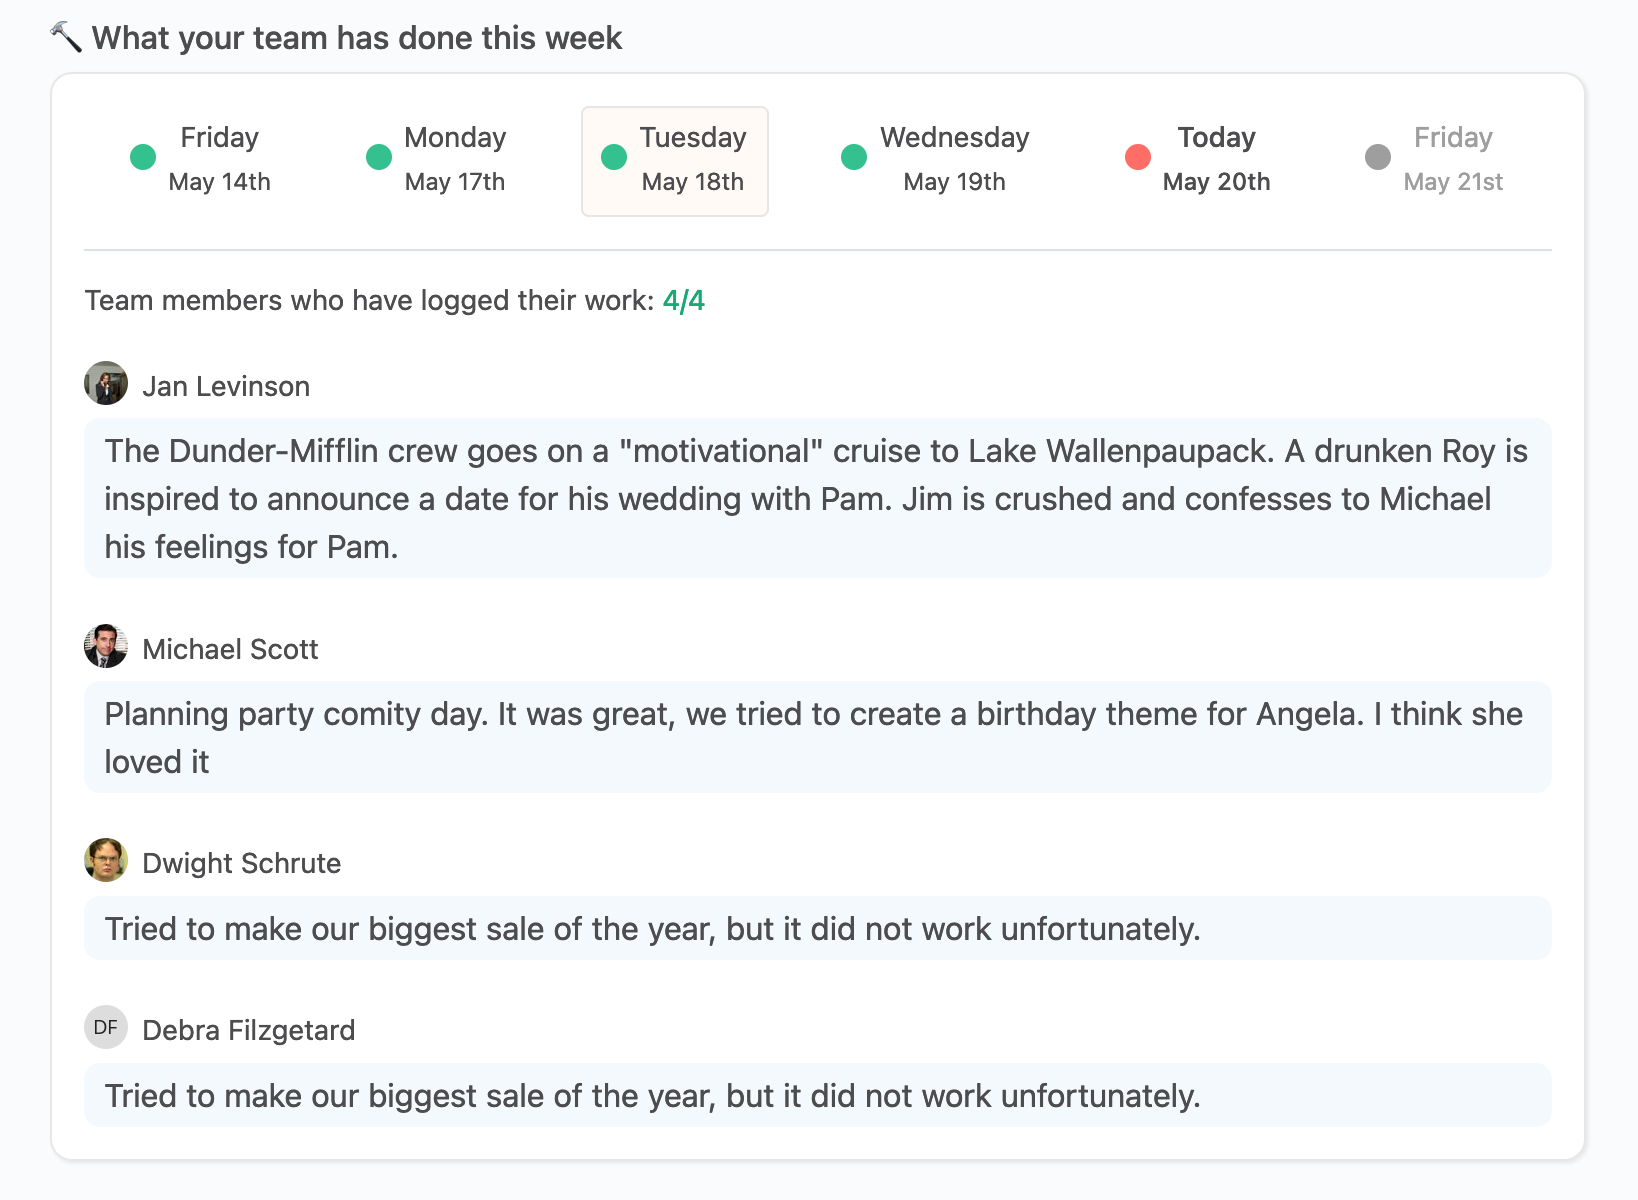 What your team has done this week
Friday
May 14th
Monday
May 17th
Tuesday
May 18th
Wednesday
May 19th
Today
May 20th
Friday
May 21st
Team members who have logged their work: 4/4
Jan Levinson
The Dunder-Mifflin crew goes on a "motivational" cruise to Lake Wallenpaupack. A drunken Roy is
inspired to announce a date for his wedding with Pam. Jim is crushed and confesses to Michael
his feelings for Pam.
Michael Scott
Planning party comity day. It was great, we tried to create a birthday theme for Angela. I think she
loved it
Dwight Schrute
Tried to make our biggest sale of the year, but it did not work unfortunately.
DF Debra Filzgetard
Tried to make our biggest sale of the year, but it did not work unfortunately.